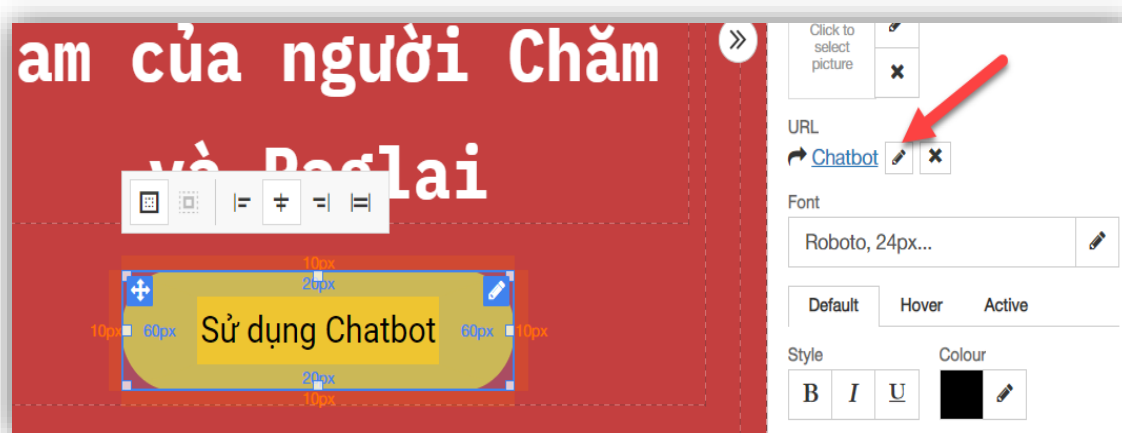 am của người Chăm
và Raglai
10px
20px
10px 60px Sử dụng Chatbot 60px 10px
20px
10px
Click to
select
picture
URL
Chatbot
Font
Roboto, 24px...
Default Hover Active
Style Colour
B I U